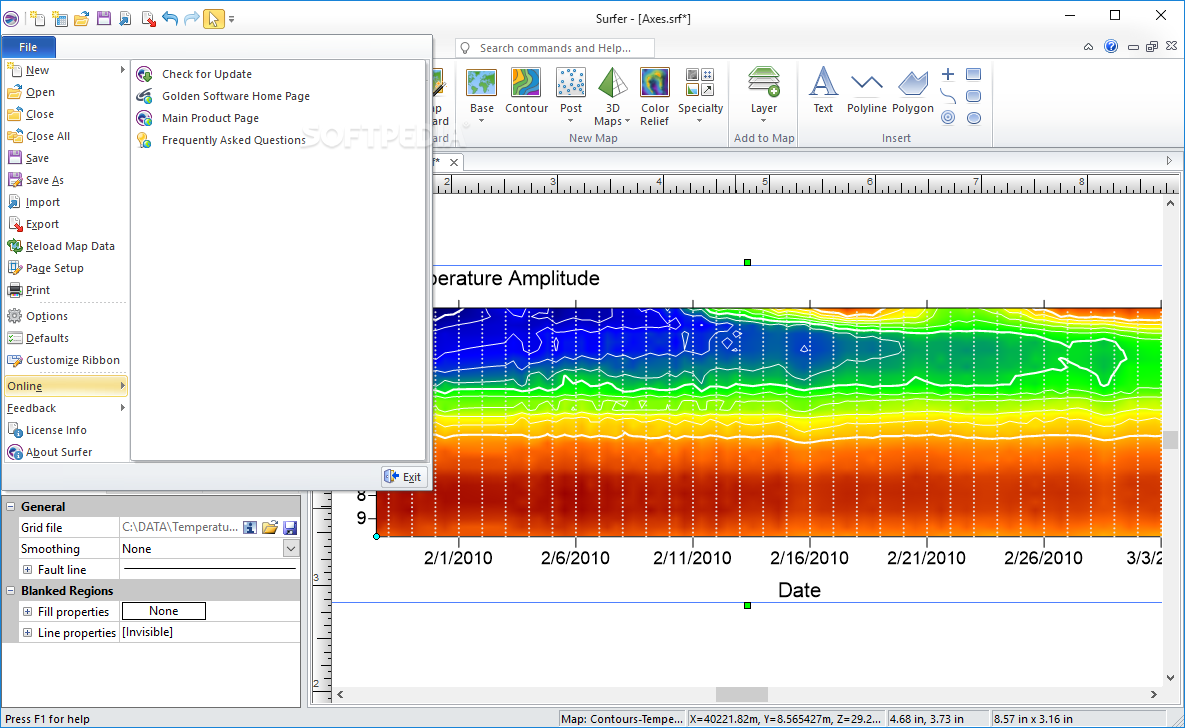 Surfer - [Axes.srf*]
File
Search commands and Help...
New
Open
Close
Close All
Save
Save As
Import
Export
Reload Map Data
Page Setup
Print
Options
Defaults
Customize Ribbon
Online
Feedback
License Info
About Surfer
Check for Update
Golden Software Home Page
Main Product Page
Frequently Asked Questions
Exit
SOFTPEDIA
Base
Contour
Post
3D Maps
Color Relief
Specialty
New Map
Layer
Add to Map
Text
Polyline
Polygon
Insert
2 3 4 5 6 7 8
perature Amplitude
8
9
2/1/2010 2/6/2010 2/11/2010 2/16/2010 2/21/2010 2/26/2010 3/3/2
Date
3
2
General
Grid file C:\DATA\Temperatu...
Smoothing None
Fault line
Blanked Regions
Fill properties None
Line properties [Invisible]
Press F1 for help
Map: Contours-Tempe...
X=40221.82m, Y=8.565427m, Z=29.2...
4.68 in, 3.73 in
8.57 in x 3.16 in